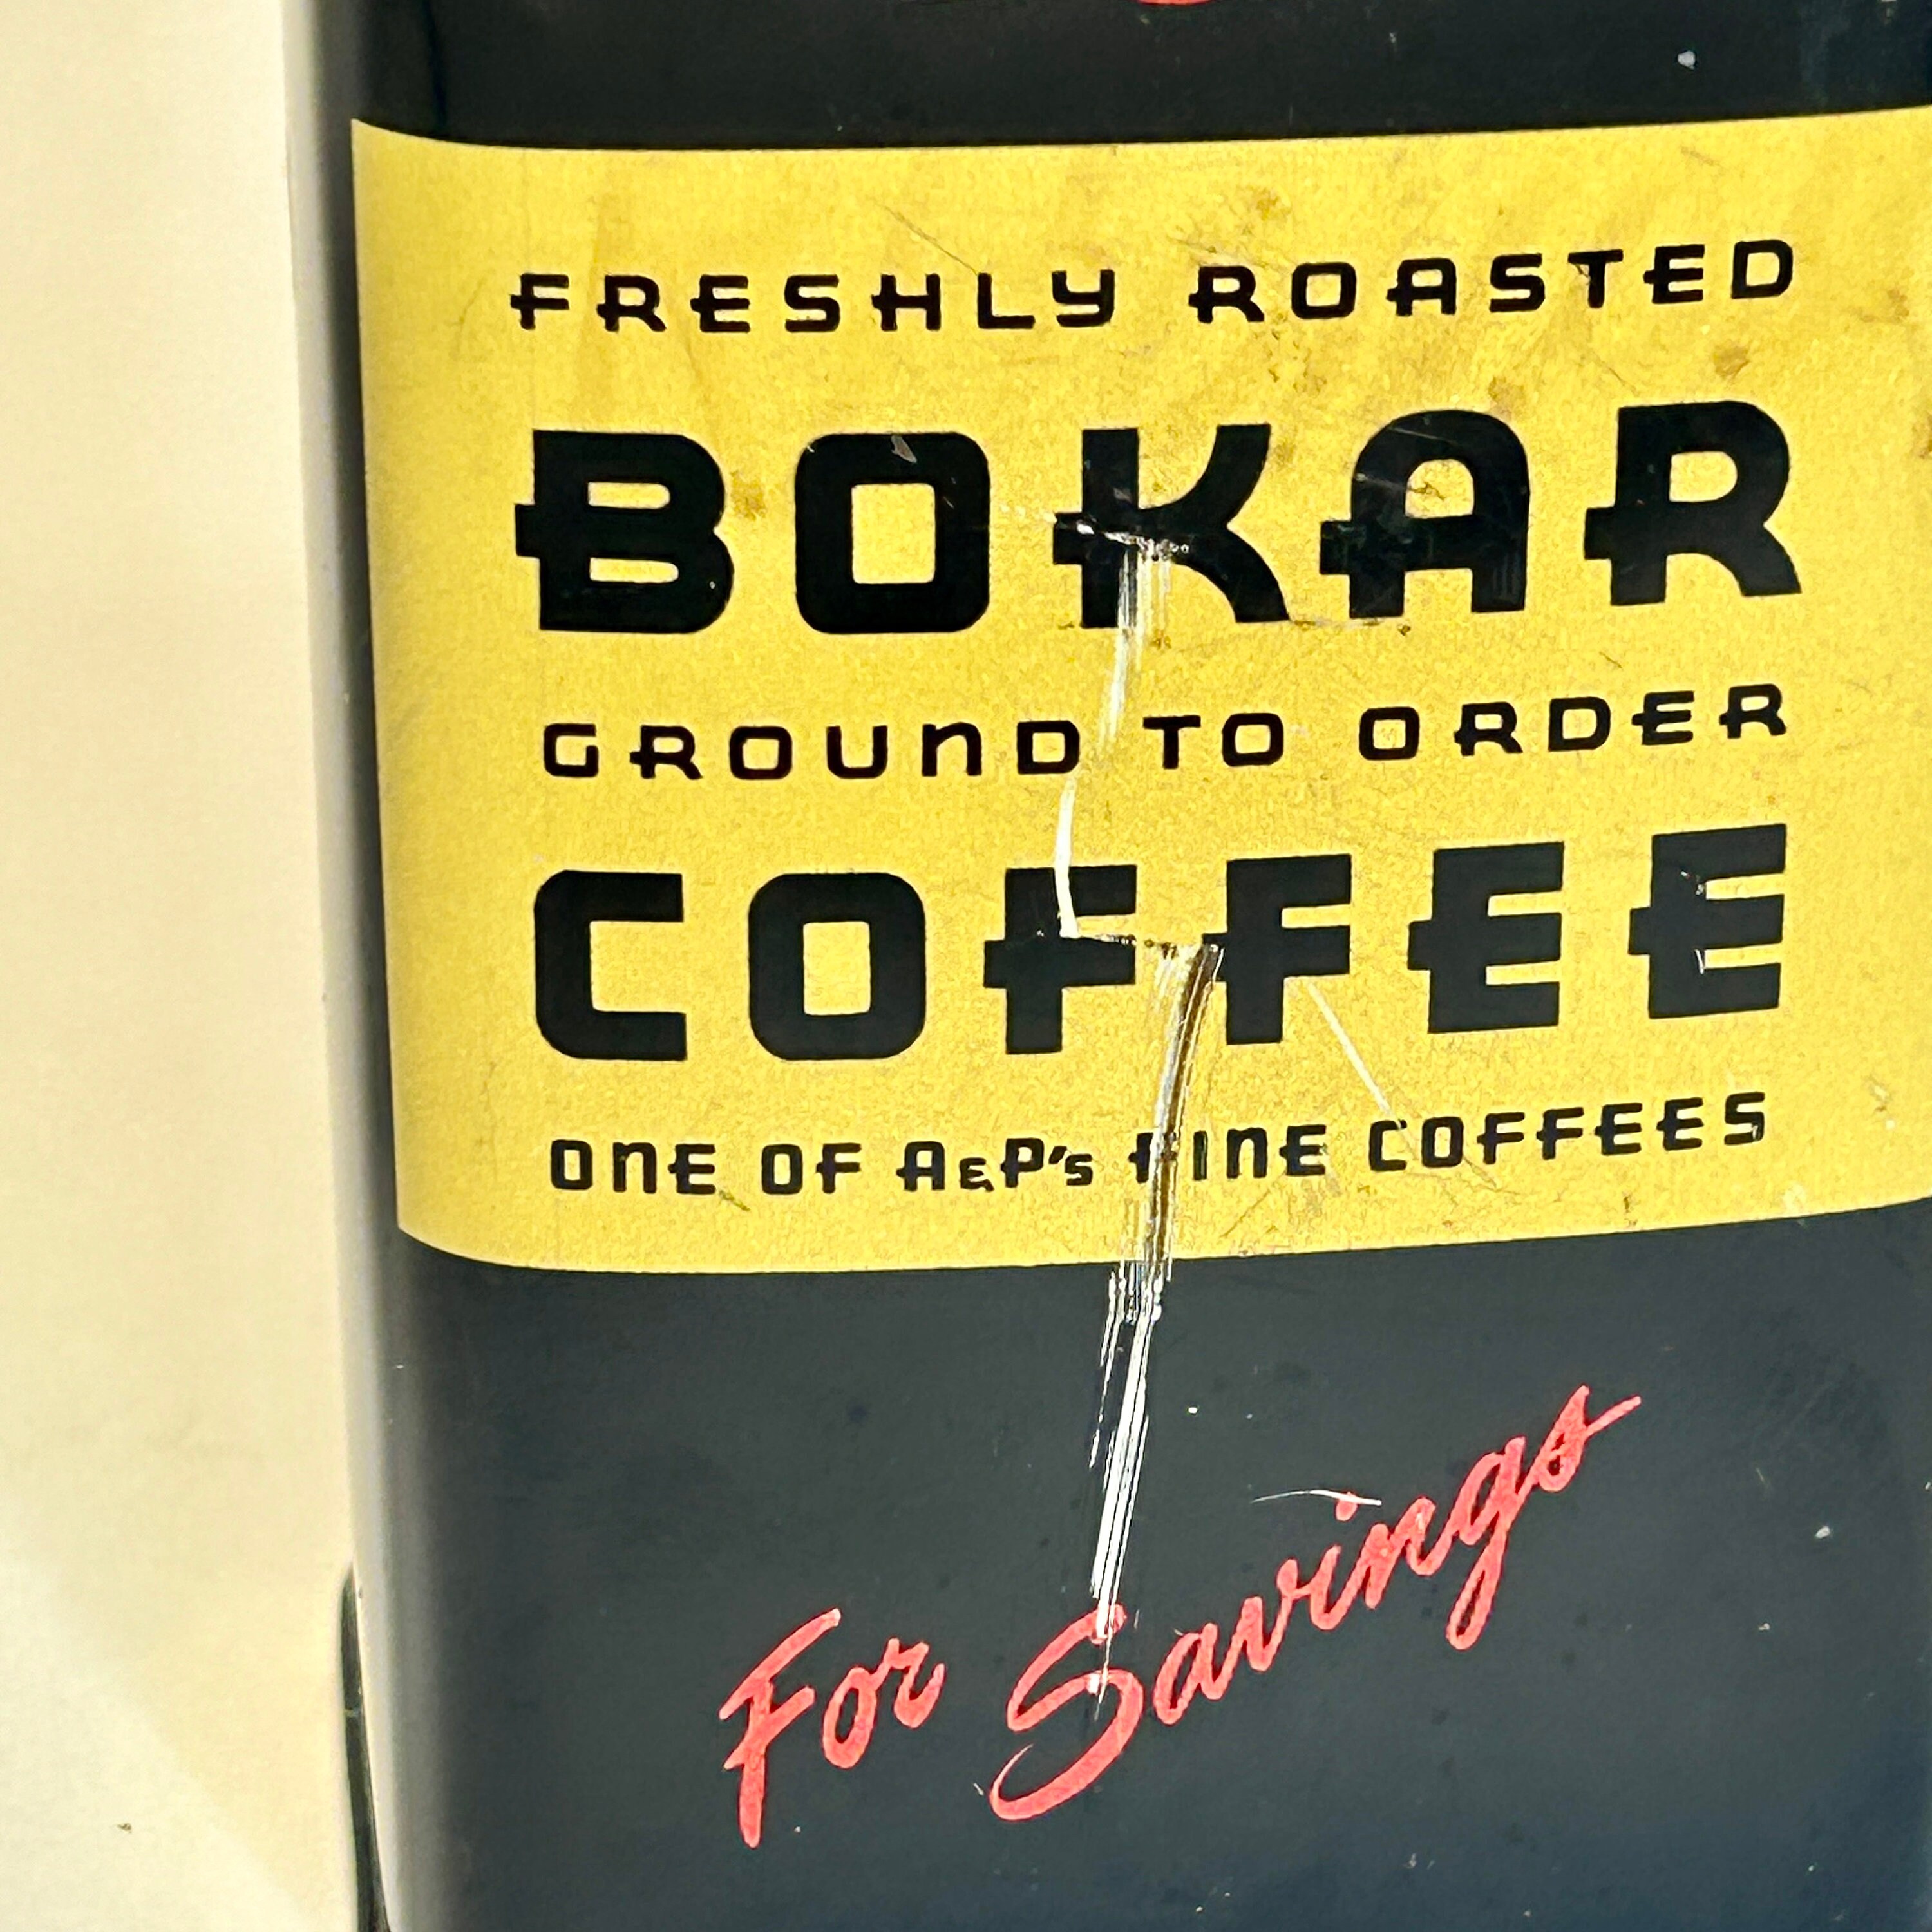 FRESHLY ROASTED
BOKAR
GROUND TO ORDER
COFFEE
ONE OF A&P's FINE COFFEES
For Savings